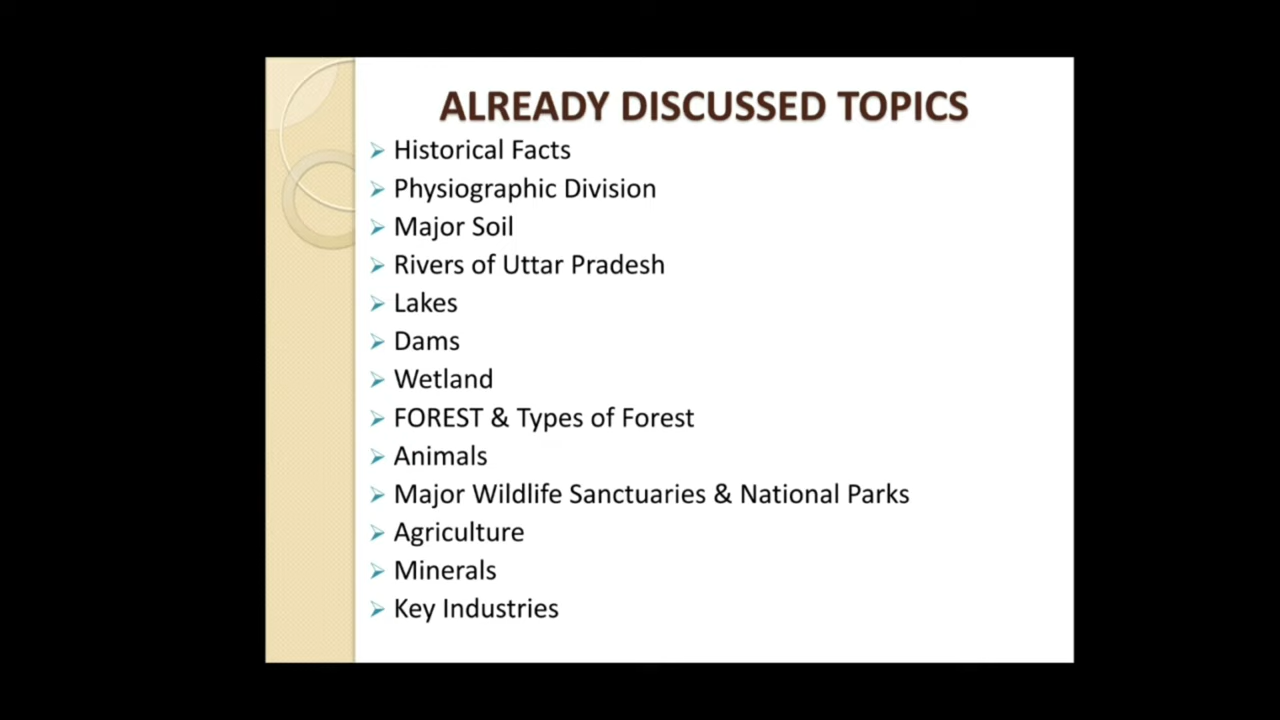 ALREADY DISCUSSED TOPICS
Historical Facts
Physiographic Division
Major Soil
Rivers of Uttar Pradesh
Lakes
Dams
Wetland
FOREST & Types of Forest
Animals
Major Wildlife Sanctuaries & National Parks
Agriculture
Minerals
Key Industries